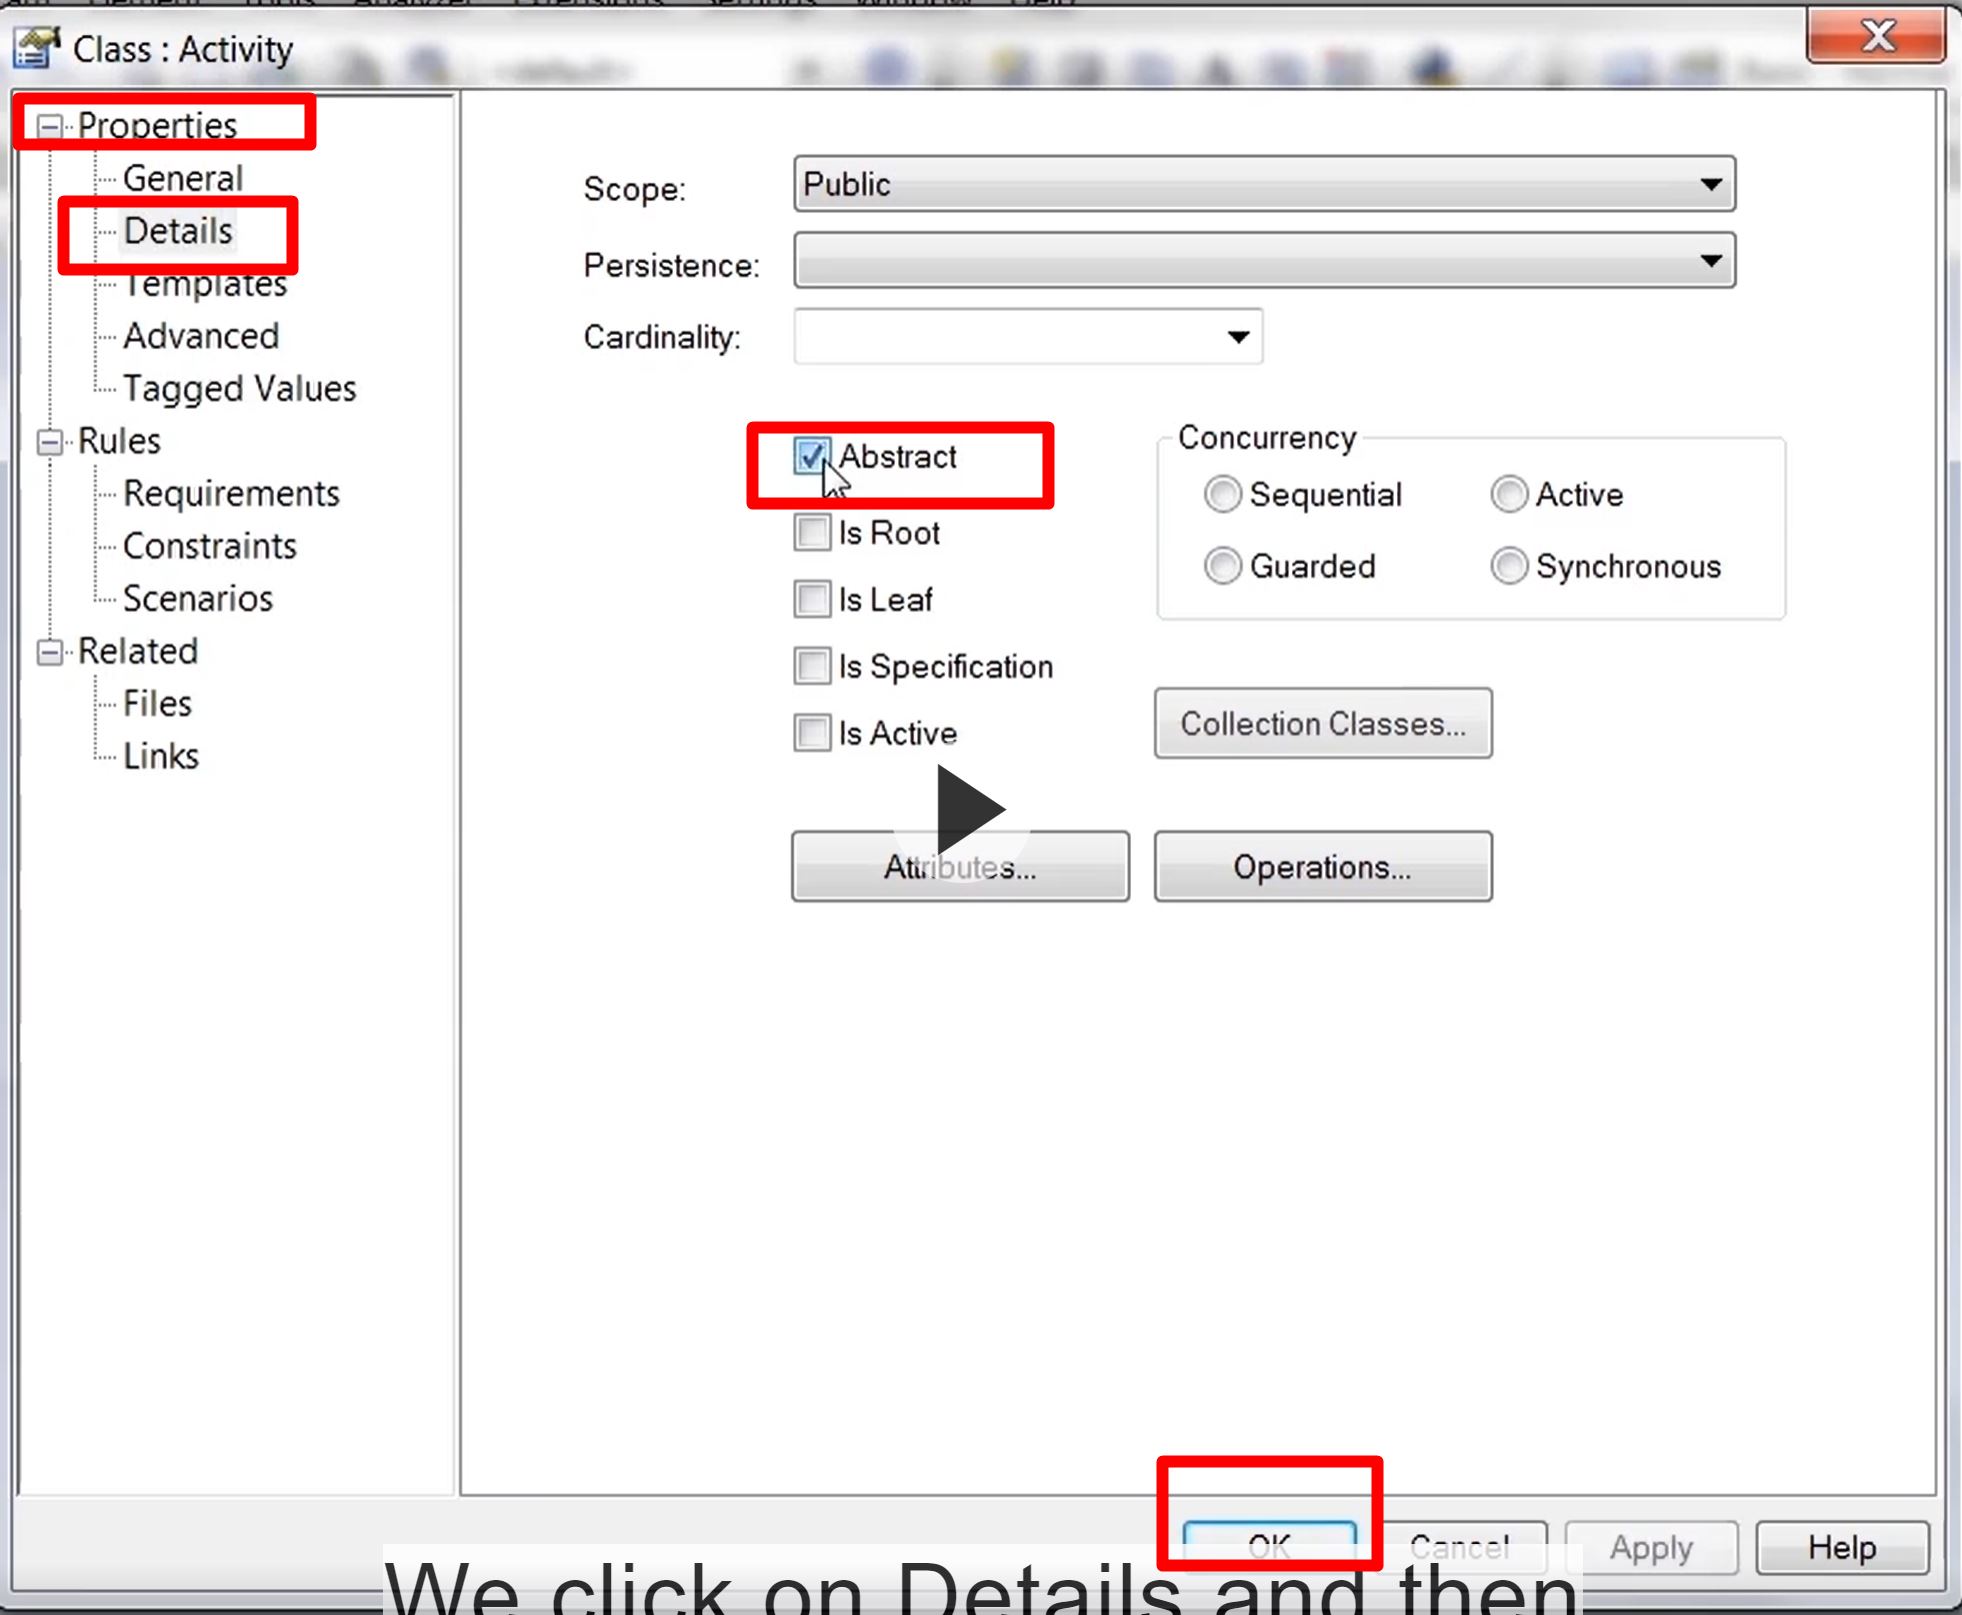 Class : Activity
Properties
General
Details
Templates
Advanced
Tagged Values
Rules
Requirements
Constraints
Scenarios
Related
Files
Links
Scope:
Public
Persistence:
Cardinality:
Abstract
Is Root
Is Leaf
Is Specification
Is Active
Concurrency
Sequential
Active
Guarded
Synchronous
Collection Classes...
Attributes...
Operations...
OK
Cancel
Apply
Help
We click on Details and then